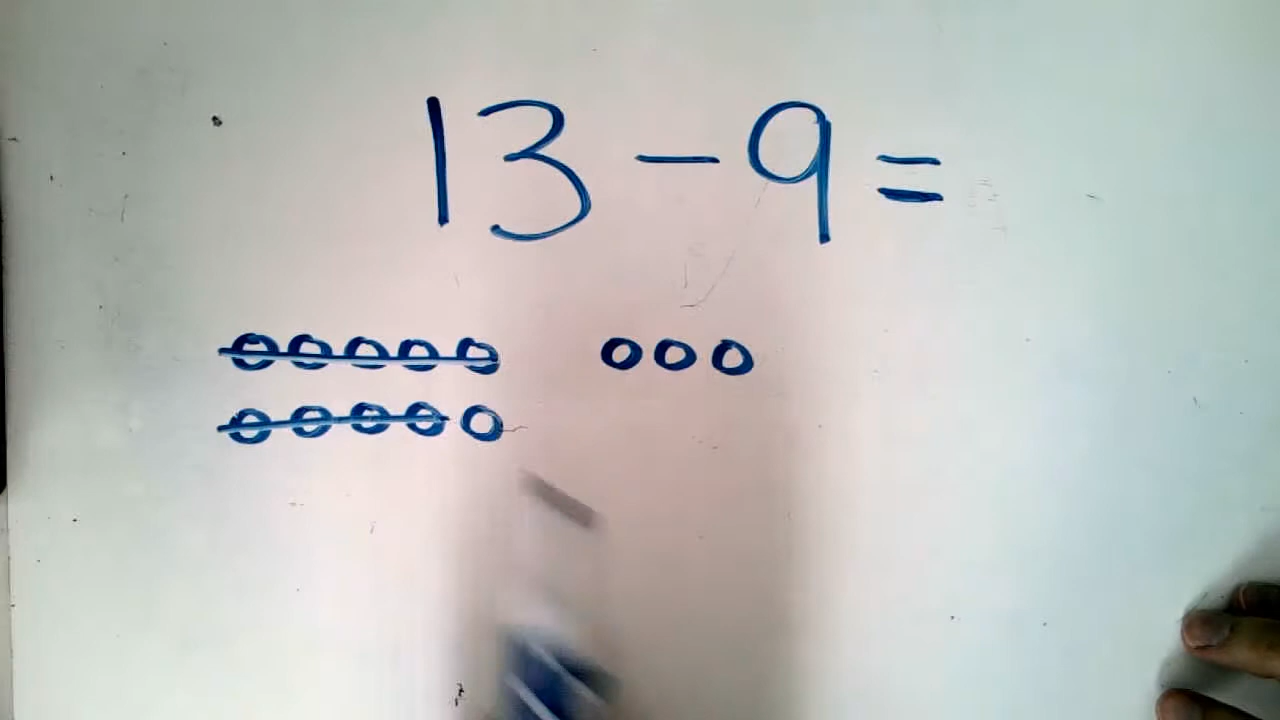 13 - 9 =